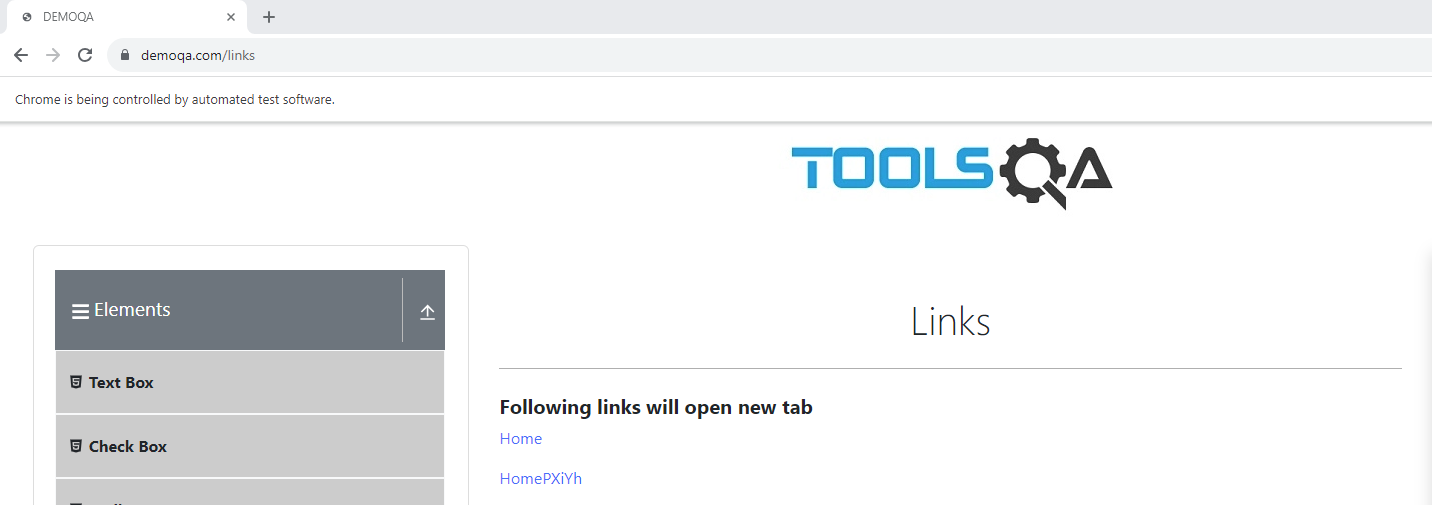 DEMOQA
demoqa.com/links
Chrome is being controlled by automated test software.
TOOLSQA
Elements
Text Box
Check Box
Links
Following links will open new tab
Home
HomePXiYh